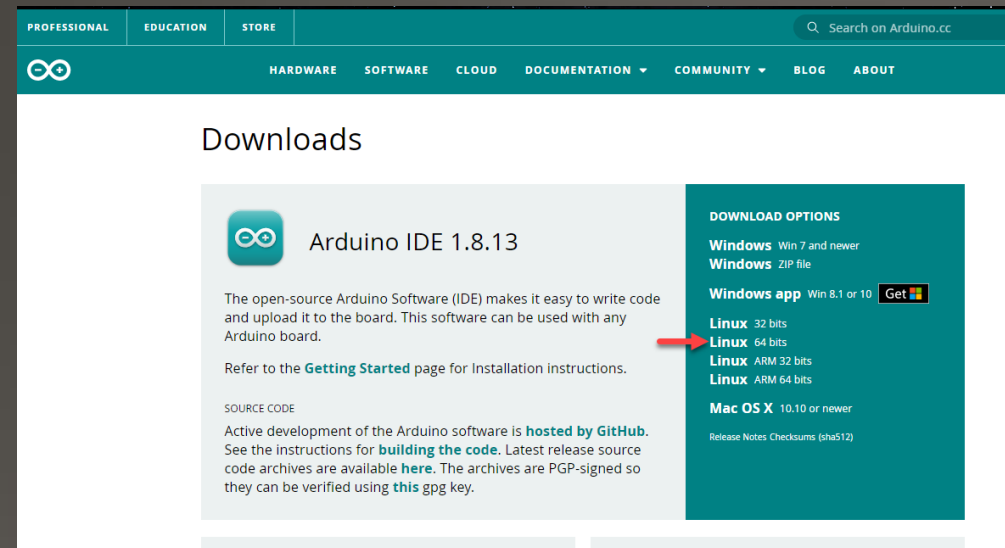 PROFESSIONAL EDUCATION STORE Search on Arduino.cc
HARDWARE SOFTWARE CLOUD DOCUMENTATION COMMUNITY BLOG ABOUT
Downloads
Arduino IDE 1.8.13
The open-source Arduino Software (IDE) makes it easy to write code
and upload it to the board. This software can be used with any
Arduino board.
Refer to the Getting Started page for Installation instructions.
SOURCE CODE
Active development of the Arduino software is hosted by GitHub.
See the instructions for building the code. Latest release source
code archives are available here. The archives are PGP-signed so
they can be verified using this gpg key.
DOWNLOAD OPTIONS
Windows Win 7 and newer
Windows ZIP file
Windows app Win 8.1 or 10 Get
Linux 32 bits
Linux 64 bits
Linux ARM 32 bits
Linux ARM 64 bits
Mac OS X 10.10 or newer
Release Notes Checksums (sha512)